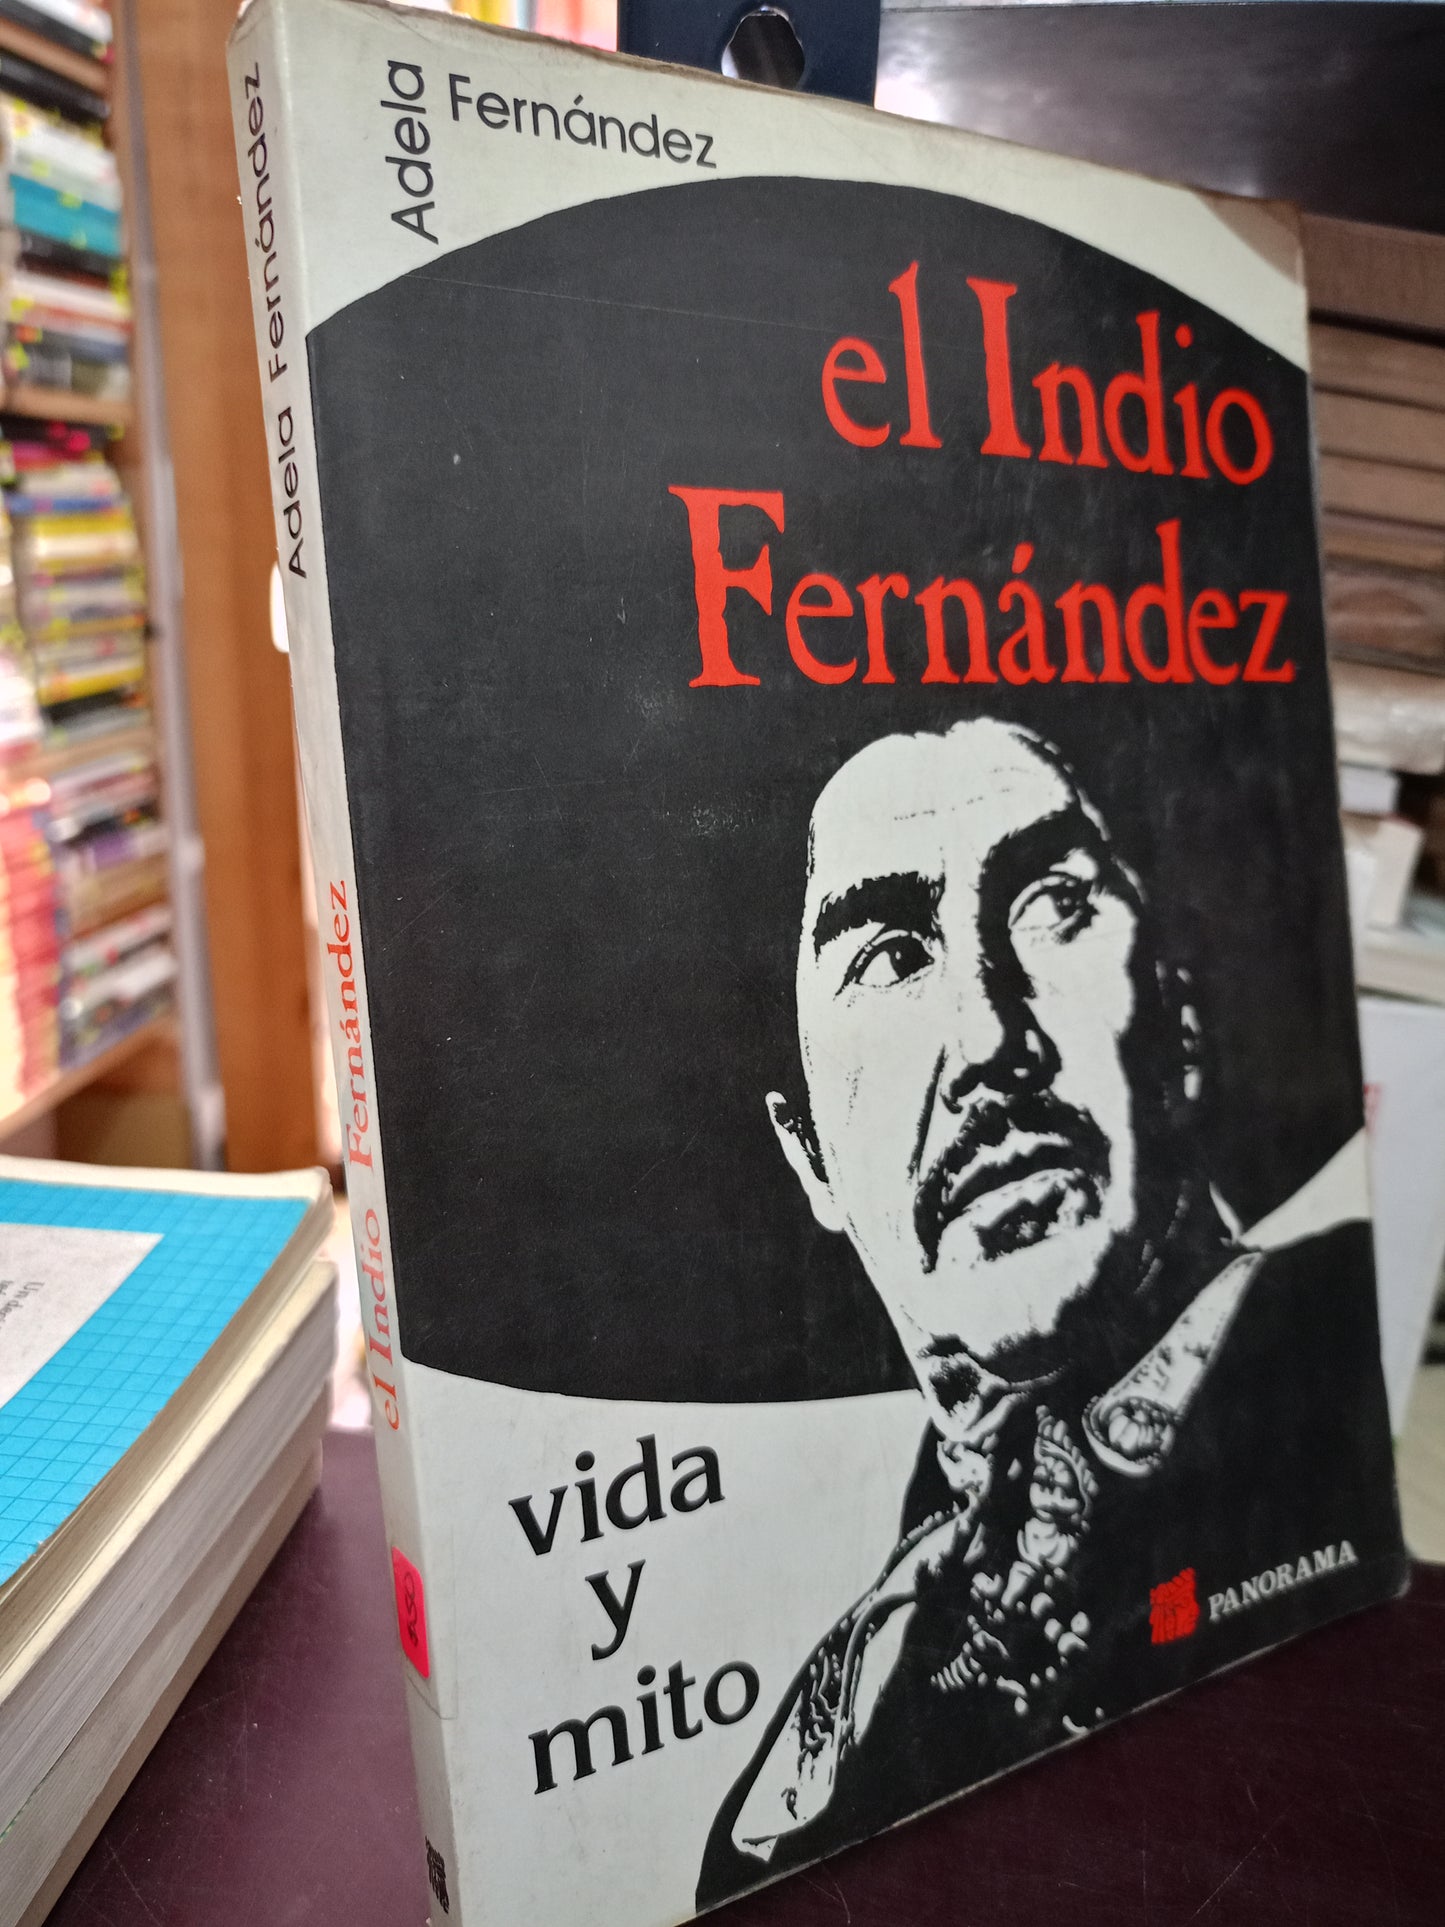 Adela Fernández
el Indio
Fernández
vida
y
mito
PANORAMA
Adela Fernández
el Indio Fernández